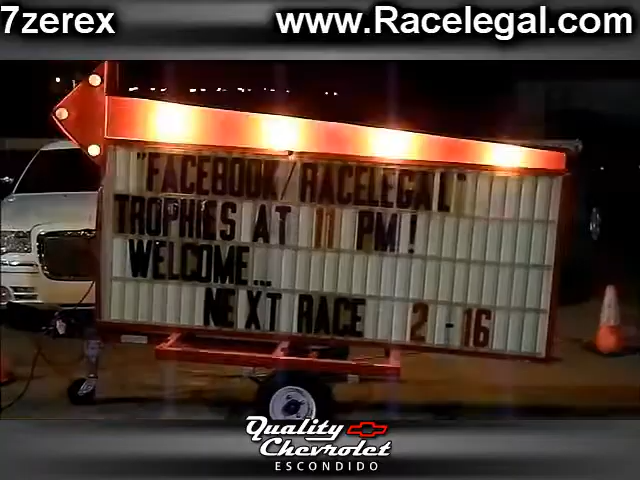 7zerex www.Racelegal.com
"FACEBOOK/RACELEGAL"
TROPHIES AT 11 PM!
WELCOME...
NEXT RACE 2-16
Quality
Chevrolet
ESCONDIDO